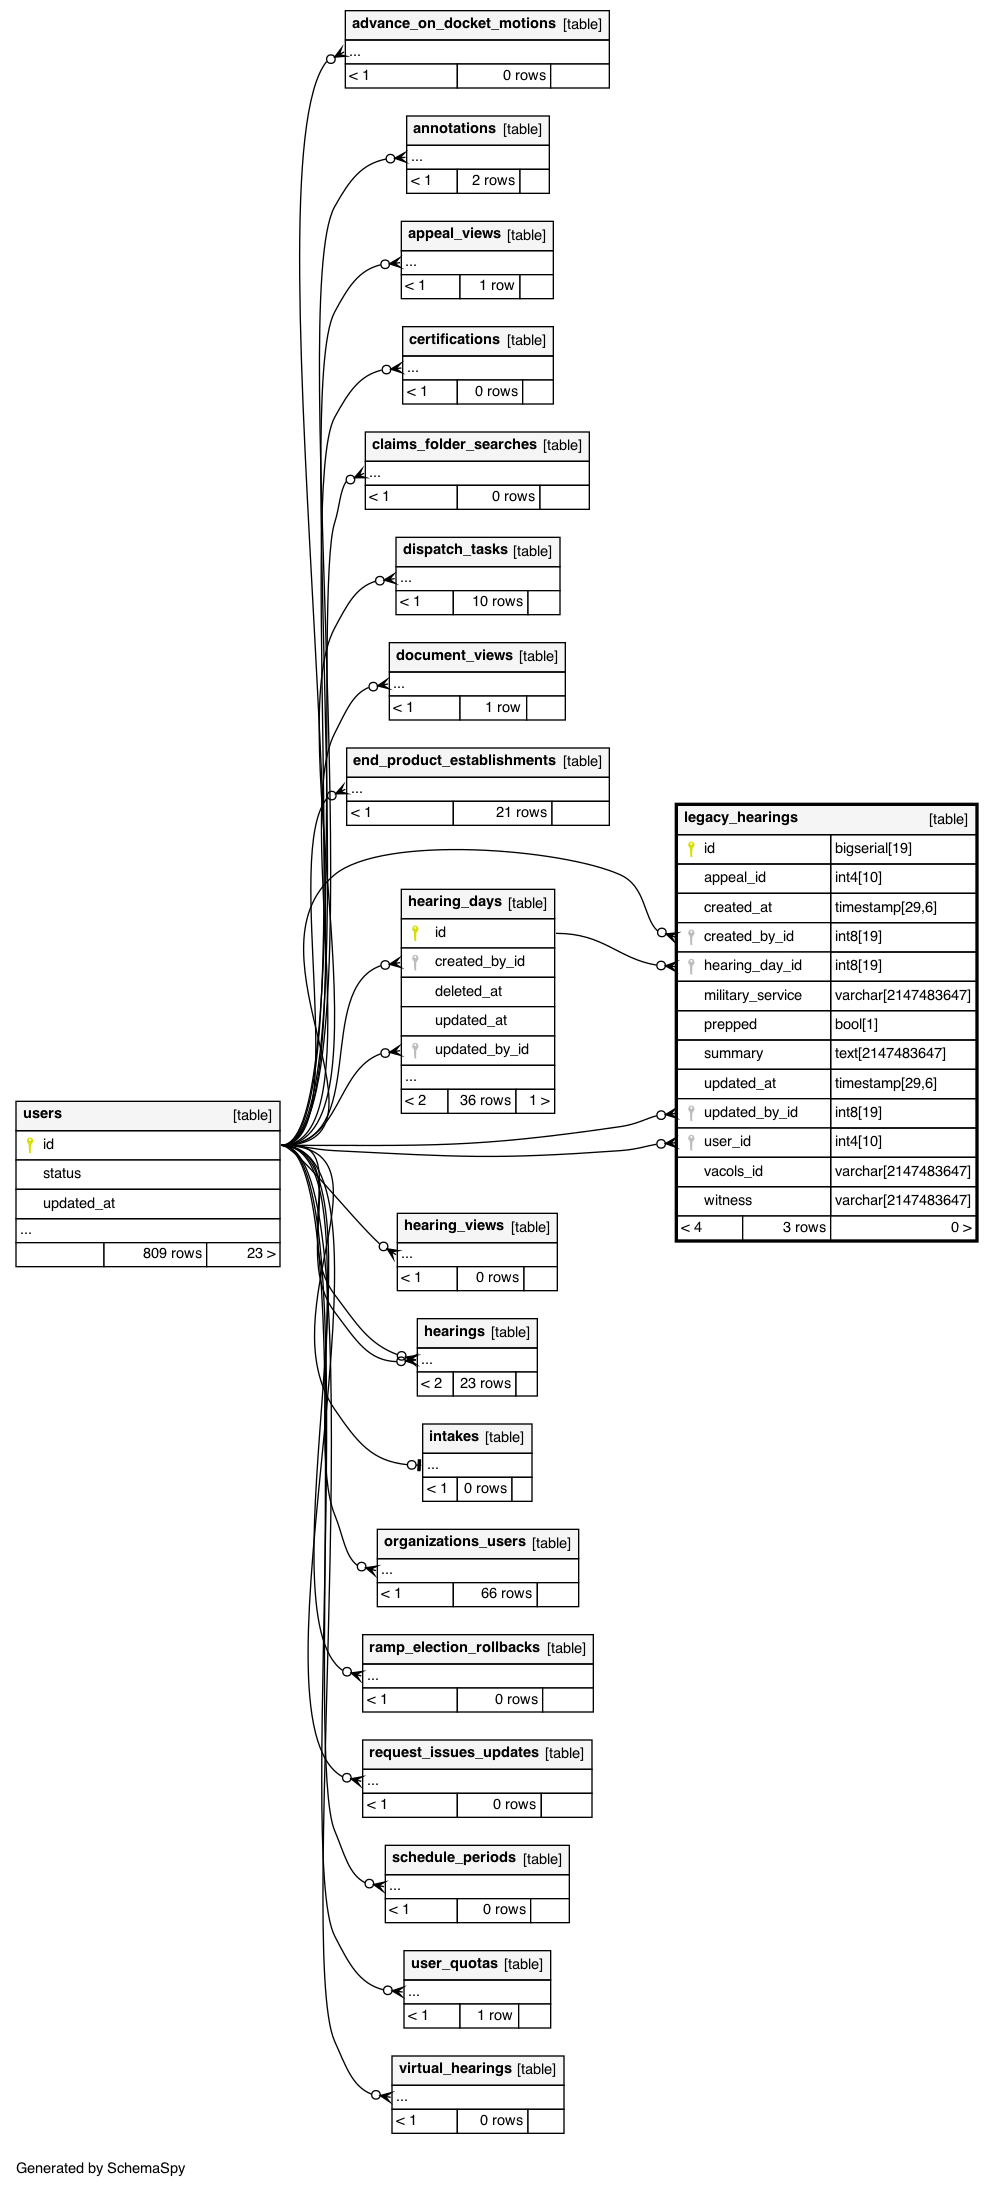 advance_on_docket_motions [table]
...
< 1 0 rows
annotations [table]
...
< 1 2 rows
appeal_views [table]
...
< 1 1 row
certifications [table]
...
< 1 0 rows
claims_folder_searches [table]
...
< 1 0 rows
dispatch_tasks [table]
...
< 1 10 rows
document_views [table]
...
< 1 1 row
end_product_establishments [table]
...
< 1 21 rows
legacy_hearings [table]
id bigserial[19]
appeal_id int4[10]
created_at timestamp[29,6]
created_by_id int8[19]
hearing_day_id int8[19]
military_service varchar[2147483647]
prepped bool[1]
summary text[2147483647]
updated_at timestamp[29,6]
updated_by_id int8[19]
user_id int4[10]
vacols_id varchar[2147483647]
witness varchar[2147483647]
< 4 3 rows 0 >
hearing_days [table]
id
created_by_id
deleted_at
updated_at
updated_by_id
...
< 2 36 rows 1 >
users [table]
id
status
updated_at
...
809 rows 23 >
hearing_views [table]
...
< 1 0 rows
hearings [table]
...
< 2 23 rows
intakes [table]
...
< 1 0 rows
organizations_users [table]
...
< 1 66 rows
ramp_election_rollbacks [table]
...
< 1 0 rows
request_issues_updates [table]
...
< 1 0 rows
schedule_periods [table]
...
< 1 0 rows
user_quotas [table]
...
< 1 1 row
virtual_hearings [table]
...
< 1 0 rows
Generated by SchemaSpy